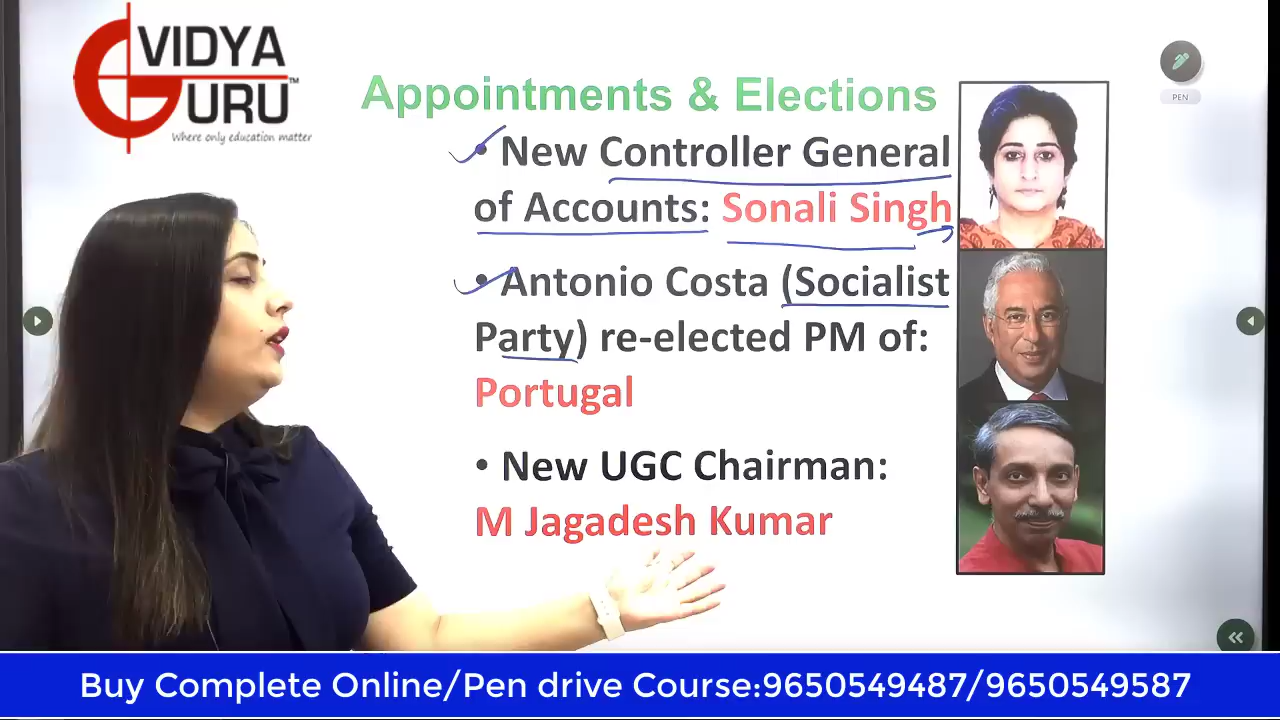 VIDYA
GURU™
Where only education matter
Appointments & Elections
PEN
• New Controller General
of Accounts: Sonali Singh
• Antonio Costa (Socialist
Party) re-elected PM of:
Portugal
• New UGC Chairman:
M Jagadesh Kumar
Buy Complete Online/Pen drive Course:9650549487/9650549587